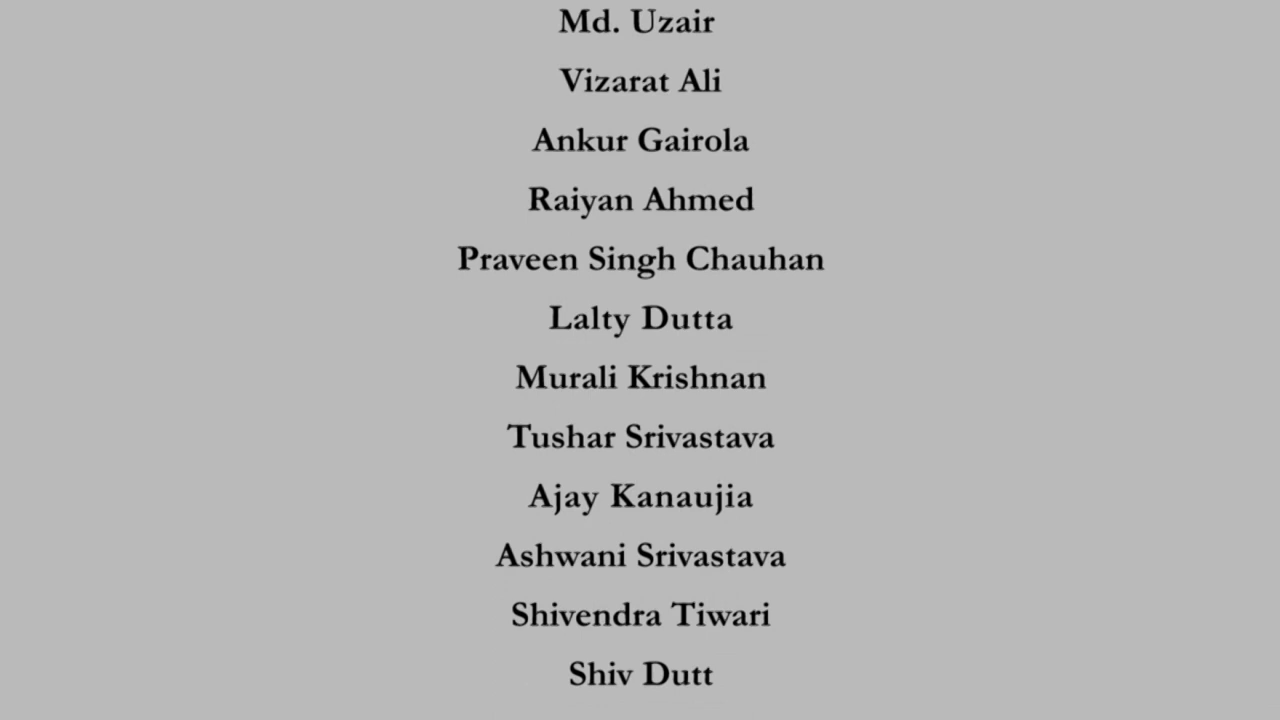 Md. Uzair
Vizarat Ali
Ankur Gairola
Raiyan Ahmed
Praveen Singh Chauhan
Lalty Dutta
Murali Krishnan
Tushar Srivastava
Ajay Kanaujia
Ashwani Srivastava
Shivendra Tiwari
Shiv Dutt